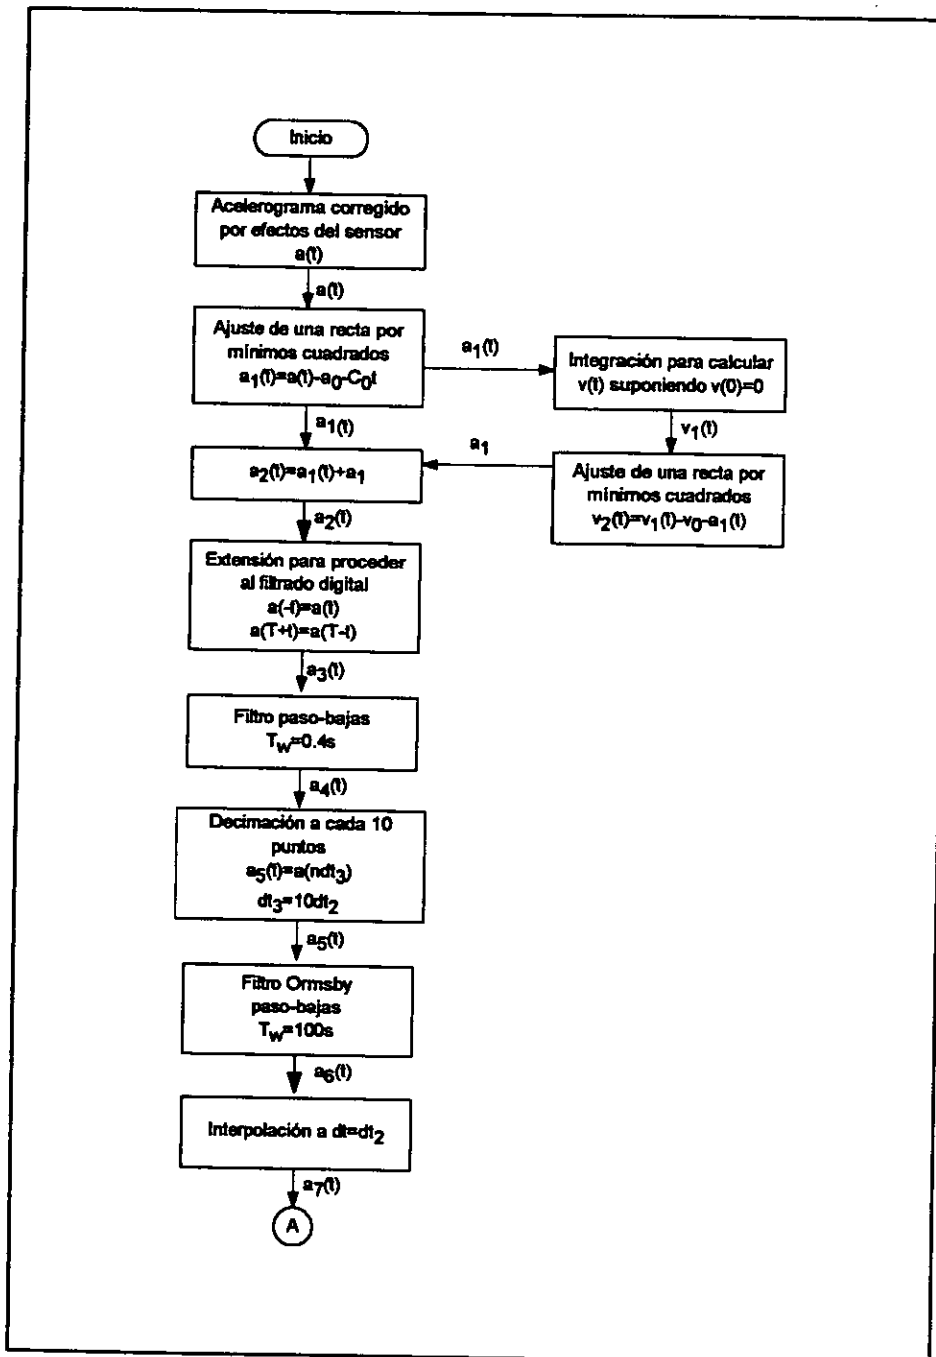 Inicio
Acelerograma corregido
por efectos del sensor
a(t)
a(t)
Ajuste de una recta por
mínimos cuadrados
a₁(t)=a(t)-a₀-C₀t
a₁(t)
Integración para calcular
v(t) suponiendo v(0)=0
v₁(t)
Ajuste de una recta por
mínimos cuadrados
v₂(t)=v₁(t)-v₀-a₁(t)
a₁
a₁(t)
a₂(t)=a₁(t)+a₁
a₂(t)
Extensión para proceder
al filtrado digital
a(-t)=a(t)
a(T+t)=a(T-t)
a₃(t)
Filtro paso-bajas
T_W=0.4s
a₄(t)
Decimación a cada 10
puntos
a₅(t)=a(ndt₃)
dt₃=10dt₂
a₅(t)
Filtro Ormsby
paso-bajas
T_W=100s
a₆(t)
Interpolación a dt=dt₂
a₇(t)
A